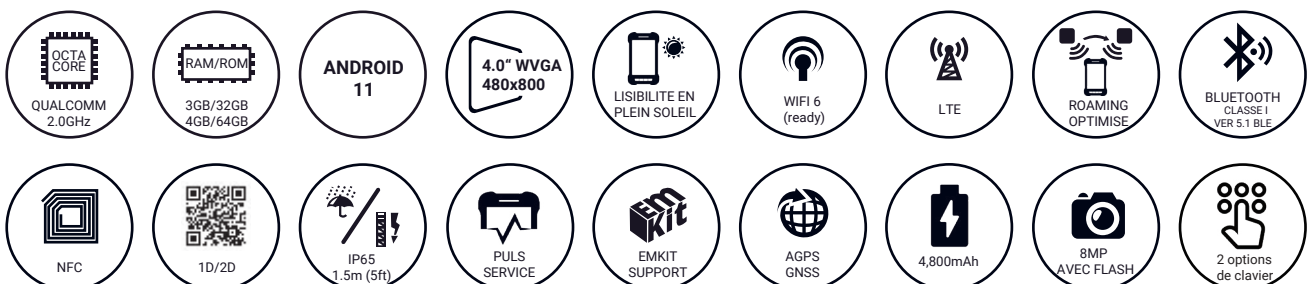 OCTA
CORE
QUALCOMM
2.0GHz
RAM/ROM
3GB/32GB
4GB/64GB
ANDROID
11
4.0“ WVGA
480x800
LISIBILITE EN
PLEIN SOLEIL
WIFI 6
(ready)
LTE
ROAMING
OPTIMISE
BLUETOOTH
CLASSE I
VER 5.1 BLE
NFC
1D/2D
IP65
1.5m (5ft)
PULS
SERVICE
Em
Kit
EMKIT
SUPPORT
AGPS
GNSS
4,800mAh
8MP
AVEC FLASH
2 options
de clavier